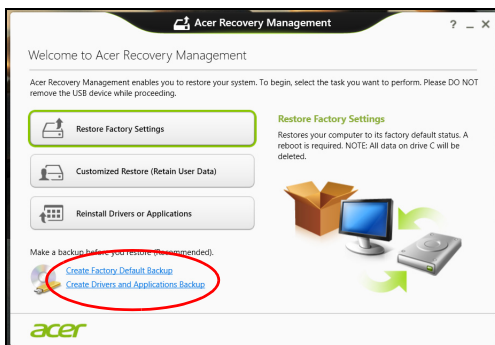 Acer Recovery Management
? _ ×
Welcome to Acer Recovery Management
Acer Recovery Management enables you to restore your system. To begin, select the task you want to perform. Please DO NOT
remove the USB device while proceeding.
Restore Factory Settings
Customized Restore (Retain User Data)
Reinstall Drivers or Applications
Restore Factory Settings
Restores your computer to its factory default status. A
reboot is required. NOTE: All data on drive C will be
deleted.
Make a backup before you restore (Recommended).
Create Factory Default Backup
Create Drivers and Applications Backup
acer